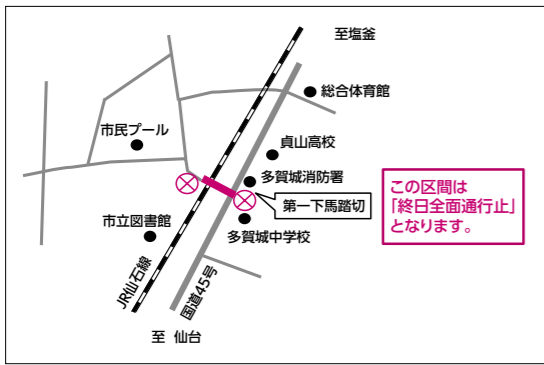 至塩釜
総合体育館
市民プール
貞山高校
多賀城消防署
第一下馬踏切
この区間は
「終日全面通行止」
となります。
市立図書館
多賀城中学校
JR仙石線
国道45号
至 仙台